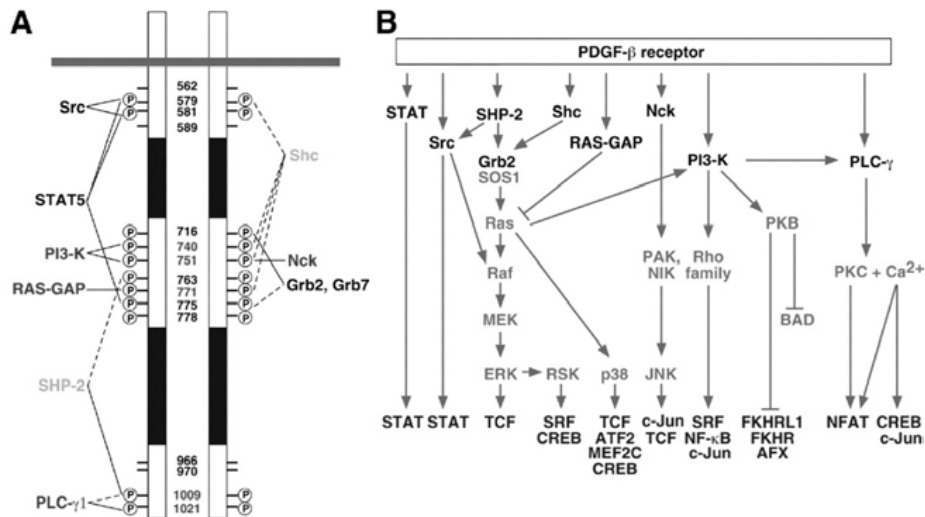 A
562
P 579 P
Src
P 581 P
589
Shc
STAT5
P 716 P
P 740 P
PI3-K
P 751 P
Nck
P 763 P
RAS-GAP
P 771 P
Grb2, Grb7
P 775 P
P 778 P
SHP-2
966
970
P 1009 P
PLC-γ1
P 1021 P
B
PDGF-β receptor
STAT SHP-2 Shc Nck
Src RAS-GAP
Grb2 PI3-K PLC-γ
SOS1
Ras PKB
PAK, Rho PKC + Ca2+
Raf NIK family
MEK BAD
ERK RSK p38 JNK
STAT STAT TCF SRF TCF c-Jun SRF FKHRL1 NFAT CREB
CREB ATF2 TCF NF-κB FKHR c-Jun
MEF2C c-Jun AFX
CREB